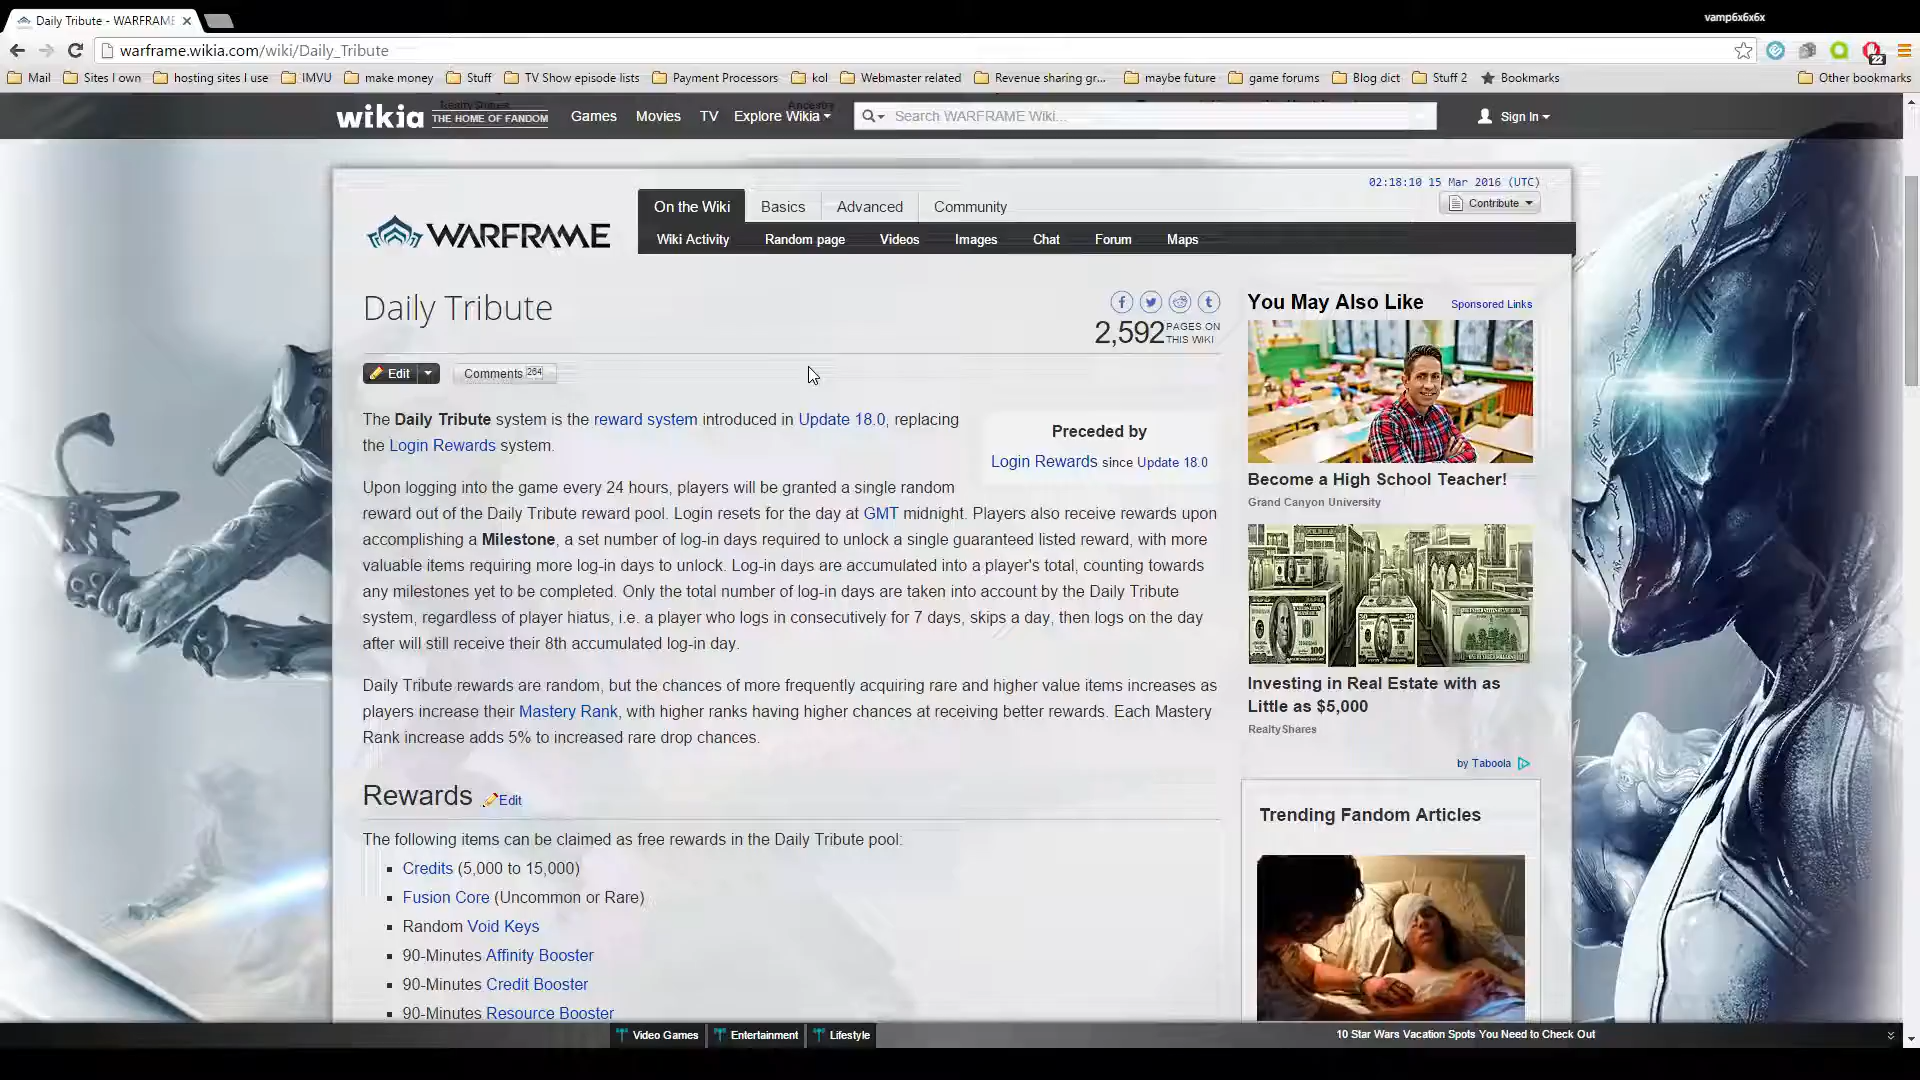 Daily Tribute - WARFRAME
vamp6x6x6x
warframe.wikia.com/wiki/Daily_Tribute
22
Mail Sites I own hosting sites I use IMVU make money Stuff TV Show episode lists Payment Processors kol Webmaster related Revenue sharing gr... maybe future game forums Blog dict Stuff 2 Bookmarks Other bookmarks
wikia THE HOME OF FANDOM Games Movies TV Explore Wikia Search WARFRAME Wiki... Sign In
02:18:10 15 Mar 2016 (UTC)
On the Wiki Basics Advanced Community Contribute
WARFRAME
Wiki Activity Random page Videos Images Chat Forum Maps
Daily Tribute
2,592 PAGES ON THIS WIKI
Edit Comments 264
The Daily Tribute system is the reward system introduced in Update 18.0, replacing
the Login Rewards system.
Preceded by
Login Rewards since Update 18.0
Upon logging into the game every 24 hours, players will be granted a single random
reward out of the Daily Tribute reward pool. Login resets for the day at GMT midnight. Players also receive rewards upon
accomplishing a Milestone, a set number of log-in days required to unlock a single guaranteed listed reward, with more
valuable items requiring more log-in days to unlock. Log-in days are accumulated into a player's total, counting towards
any milestones yet to be completed. Only the total number of log-in days are taken into account by the Daily Tribute
system, regardless of player hiatus, i.e. a player who logs in consecutively for 7 days, skips a day, then logs on the day
after will still receive their 8th accumulated log-in day.
Daily Tribute rewards are random, but the chances of more frequently acquiring rare and higher value items increases as
players increase their Mastery Rank, with higher ranks having higher chances at receiving better rewards. Each Mastery
Rank increase adds 5% to increased rare drop chances.
Rewards Edit
The following items can be claimed as free rewards in the Daily Tribute pool:
Credits (5,000 to 15,000)
Fusion Core (Uncommon or Rare)
Random Void Keys
90-Minutes Affinity Booster
90-Minutes Credit Booster
90-Minutes Resource Booster
You May Also Like Sponsored Links
Become a High School Teacher!
Grand Canyon University
Investing in Real Estate with as
Little as $5,000
RealtyShares
by Taboola
Trending Fandom Articles
Video Games Entertainment Lifestyle
10 Star Wars Vacation Spots You Need to Check Out